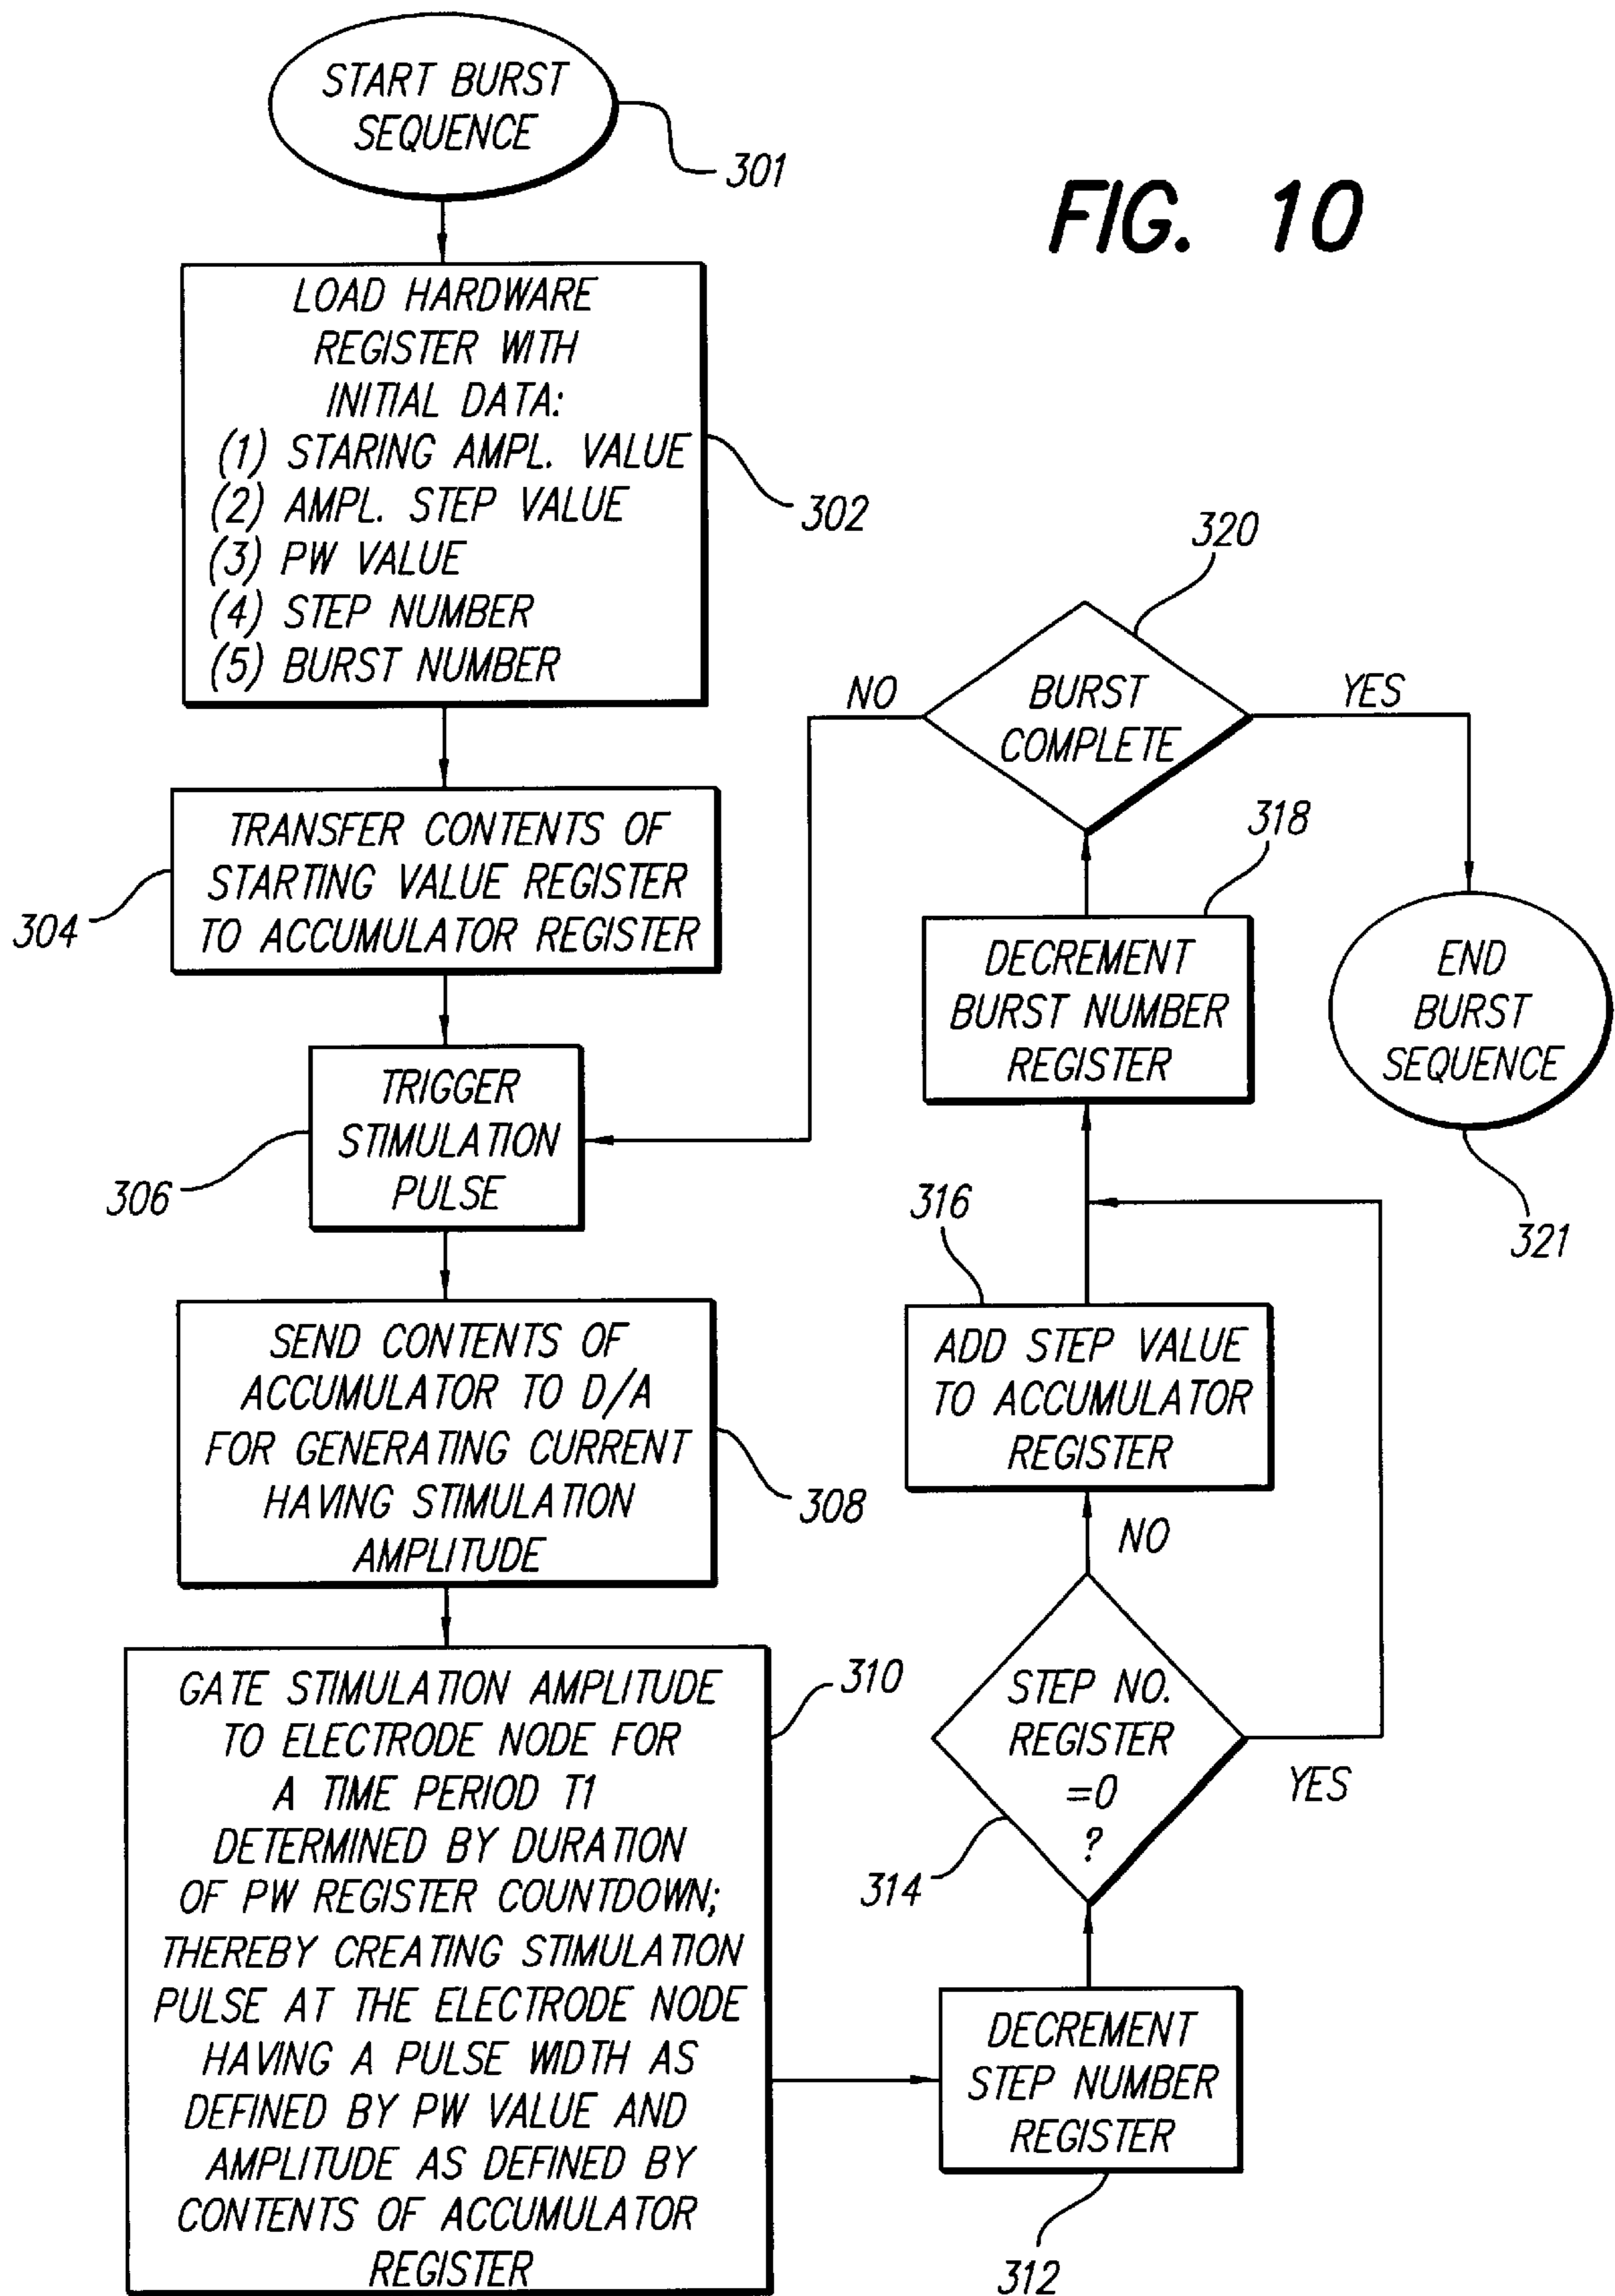 START BURST
SEQUENCE
301
FIG. 10
LOAD HARDWARE
REGISTER WITH
INITIAL DATA:
(1) STARING AMPL. VALUE
(2) AMPL. STEP VALUE
(3) PW VALUE
(4) STEP NUMBER
(5) BURST NUMBER
302
TRANSFER CONTENTS OF
STARTING VALUE REGISTER
TO ACCUMULATOR REGISTER
304
TRIGGER
STIMULATION
PULSE
306
SEND CONTENTS OF
ACCUMULATOR TO D/A
FOR GENERATING CURRENT
HAVING STIMULATION
AMPLITUDE
308
GATE STIMULATION AMPLITUDE
TO ELECTRODE NODE FOR
A TIME PERIOD T1
DETERMINED BY DURATION
OF PW REGISTER COUNTDOWN;
THEREBY CREATING STIMULATION
PULSE AT THE ELECTRODE NODE
HAVING A PULSE WIDTH AS
DEFINED BY PW VALUE AND
AMPLITUDE AS DEFINED BY
CONTENTS OF ACCUMULATOR
REGISTER
310
DECREMENT
STEP NUMBER
REGISTER
312
STEP NO.
REGISTER
=0
?
314
YES
NO
ADD STEP VALUE
TO ACCUMULATOR
REGISTER
316
DECREMENT
BURST NUMBER
REGISTER
318
BURST
COMPLETE
320
NO
YES
END
BURST
SEQUENCE
321